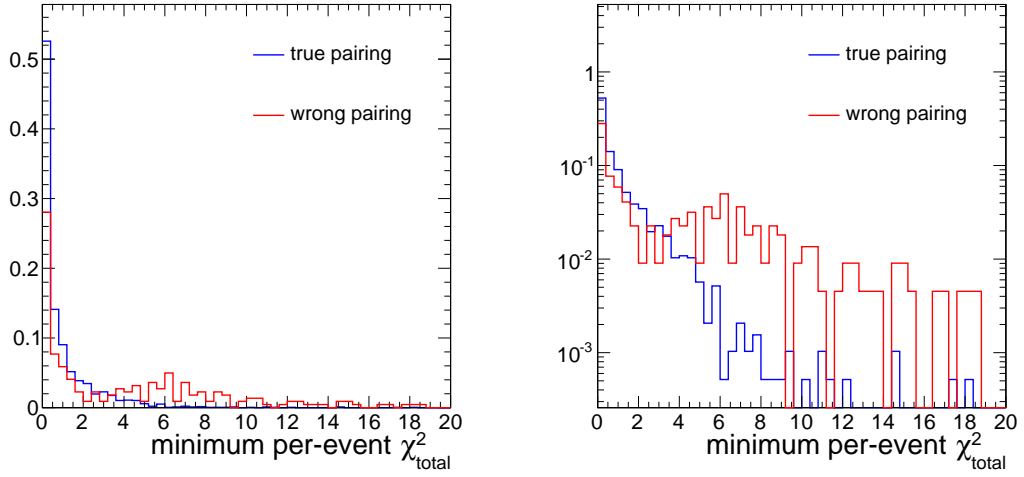 0.5
0.4
0.3
0.2
0.1
0
0 2 4 6 8 10 12 14 16 18 20
true pairing
wrong pairing
minimum per-event χ²_total
1
10⁻¹
10⁻²
10⁻³
0 2 4 6 8 10 12 14 16 18 20
true pairing
wrong pairing
minimum per-event χ²_total